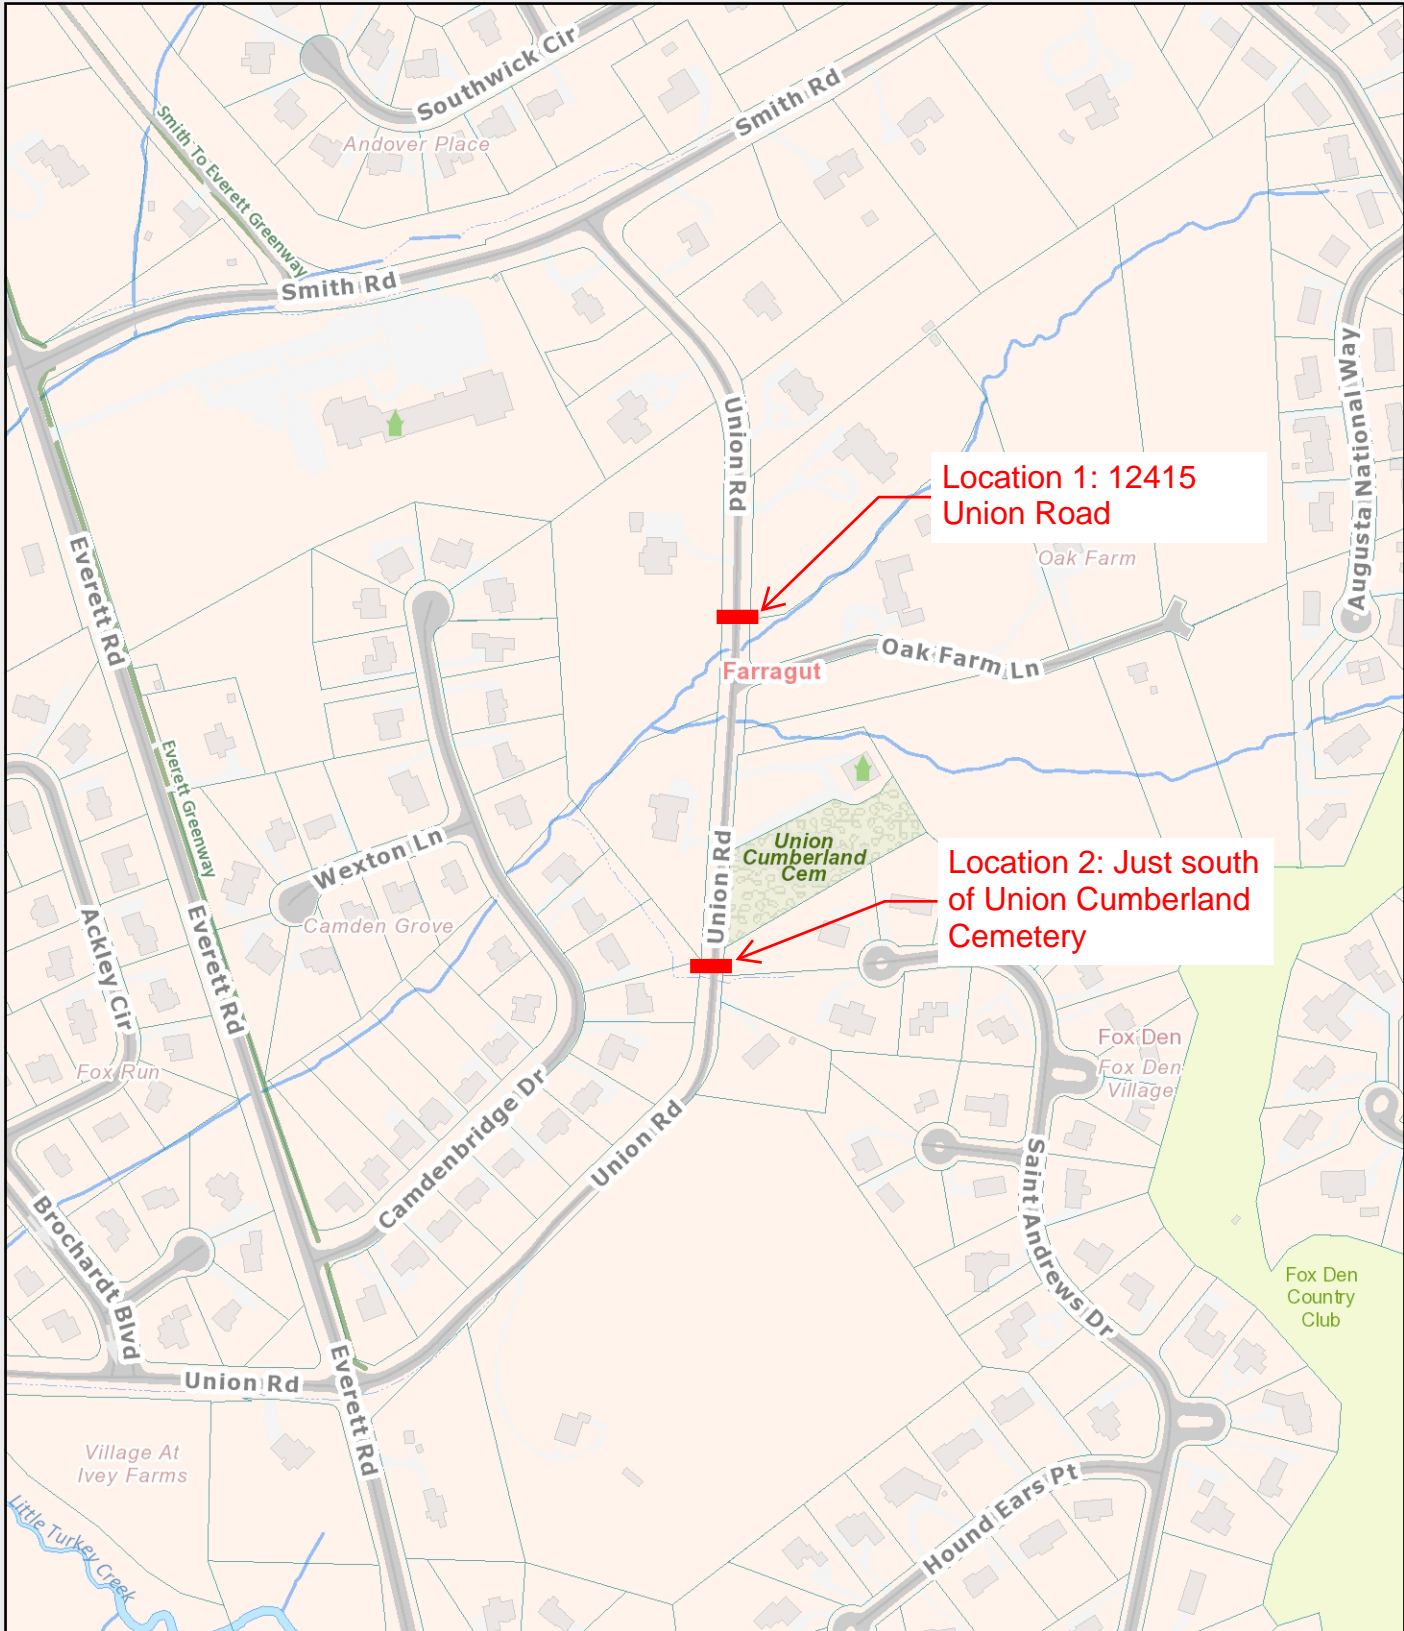 Southwick Cir
Smith Rd
Andover Place
Smith To Everett Greenway
Smith Rd
Union Rd
Augusta National Way
Location 1: 12415
Union Road
Oak Farm
Everett Rd
Oak Farm Ln
Farragut
Everett Greenway
Union Rd
Union
Cumberland
Cem
Wexton Ln
Location 2: Just south
of Union Cumberland
Cemetery
Camden Grove
Ackley Cir
Everett Rd
Fox Den
Fox Den
Village
Fox Run
Camdenbridge Dr
Union Rd
Saint Andrews Dr
Brochardt Blvd
Fox Den
Country
Club
Union Rd
Everett Rd
Village At
Ivey Farms
Hound Ears Pt
Little Turkey Creek